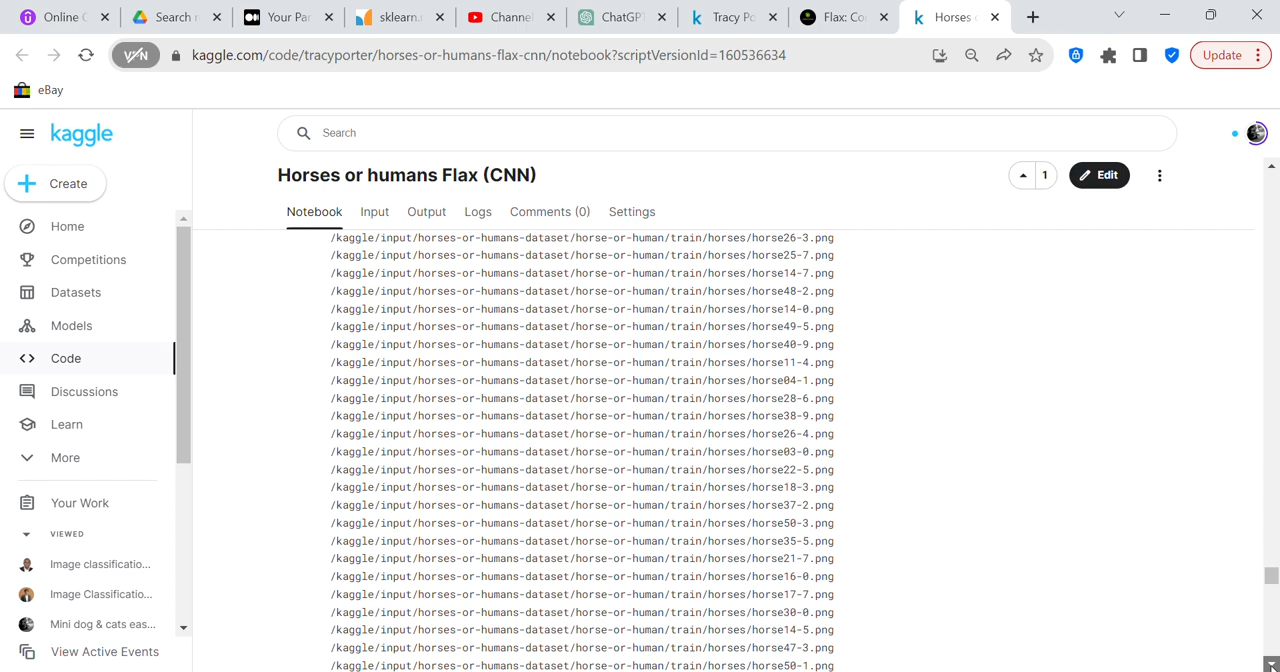 Online C
Search r
Your Par
sklearn.
Channel
ChatGPT
Tracy Po
Flax: Co
Horses o
VPN
kaggle.com/code/tracyporter/horses-or-humans-flax-cnn/notebook?scriptVersionId=160536634
Update
eBay
kaggle
Search
Create
Horses or humans Flax (CNN)
1
Edit
Notebook Input Output Logs Comments (0) Settings
Home
Competitions
Datasets
Models
Code
Discussions
Learn
More
Your Work
VIEWED
Image classificatio...
Image Classificatio...
Mini dog & cats eas...
View Active Events
/kaggle/input/horses-or-humans-dataset/horse-or-human/train/horses/horse26-3.png
/kaggle/input/horses-or-humans-dataset/horse-or-human/train/horses/horse25-7.png
/kaggle/input/horses-or-humans-dataset/horse-or-human/train/horses/horse14-7.png
/kaggle/input/horses-or-humans-dataset/horse-or-human/train/horses/horse48-2.png
/kaggle/input/horses-or-humans-dataset/horse-or-human/train/horses/horse14-0.png
/kaggle/input/horses-or-humans-dataset/horse-or-human/train/horses/horse49-5.png
/kaggle/input/horses-or-humans-dataset/horse-or-human/train/horses/horse40-9.png
/kaggle/input/horses-or-humans-dataset/horse-or-human/train/horses/horse11-4.png
/kaggle/input/horses-or-humans-dataset/horse-or-human/train/horses/horse04-1.png
/kaggle/input/horses-or-humans-dataset/horse-or-human/train/horses/horse28-6.png
/kaggle/input/horses-or-humans-dataset/horse-or-human/train/horses/horse38-9.png
/kaggle/input/horses-or-humans-dataset/horse-or-human/train/horses/horse26-4.png
/kaggle/input/horses-or-humans-dataset/horse-or-human/train/horses/horse03-0.png
/kaggle/input/horses-or-humans-dataset/horse-or-human/train/horses/horse22-5.png
/kaggle/input/horses-or-humans-dataset/horse-or-human/train/horses/horse18-3.png
/kaggle/input/horses-or-humans-dataset/horse-or-human/train/horses/horse37-2.png
/kaggle/input/horses-or-humans-dataset/horse-or-human/train/horses/horse50-3.png
/kaggle/input/horses-or-humans-dataset/horse-or-human/train/horses/horse35-5.png
/kaggle/input/horses-or-humans-dataset/horse-or-human/train/horses/horse21-7.png
/kaggle/input/horses-or-humans-dataset/horse-or-human/train/horses/horse16-0.png
/kaggle/input/horses-or-humans-dataset/horse-or-human/train/horses/horse17-7.png
/kaggle/input/horses-or-humans-dataset/horse-or-human/train/horses/horse30-0.png
/kaggle/input/horses-or-humans-dataset/horse-or-human/train/horses/horse14-5.png
/kaggle/input/horses-or-humans-dataset/horse-or-human/train/horses/horse47-3.png
/kaggle/input/horses-or-humans-dataset/horse-or-human/train/horses/horse50-1.png